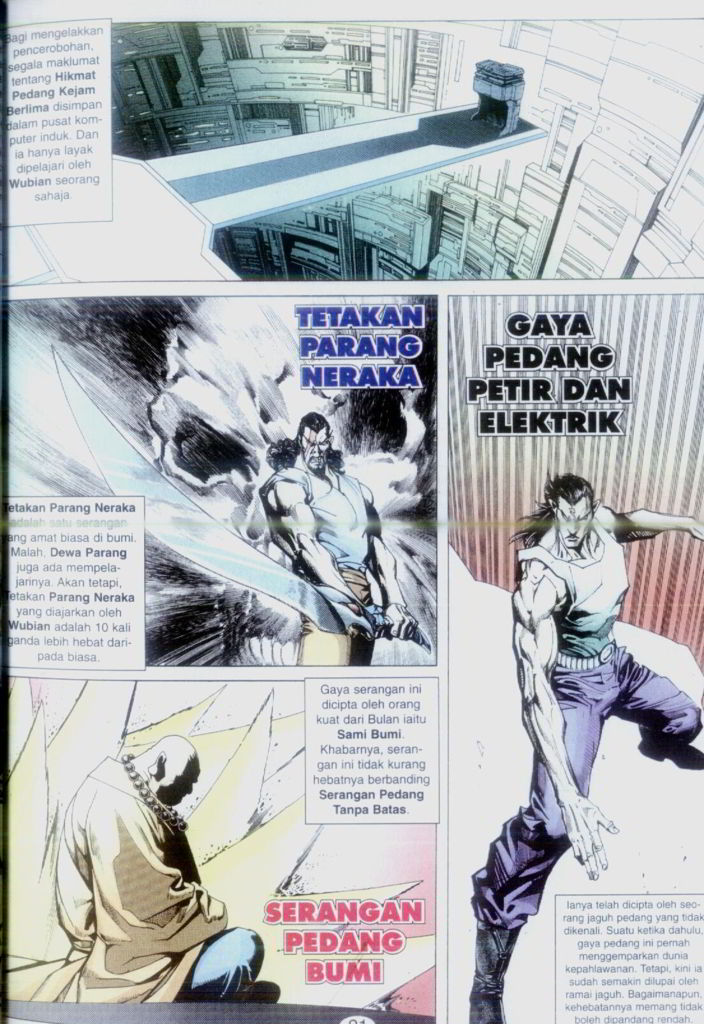 Bagi mengelakkan
pencerobohan,
segala maklumat
tentang Hikmat
Pedang Kejam
Berlima disimpan
dalam pusat kom-
puter induk. Dan
ia hanya layak
dipelajari oleh
Wubian seorang
sahaja.
TETAKAN
PARANG
NERAKA
Tetakan Parang Neraka
adalah satu serangan
yang amat biasa di bumi.
Malah, Dewa Parang
juga ada mempela-
jarinya. Akan tetapi,
Tetakan Parang Neraka
yang diajarkan oleh
Wubian adalah 10 kali
ganda lebih hebat dari-
pada biasa.
GAYA
PEDANG
PETIR DAN
ELEKTRIK
Gaya serangan ini
dicipta oleh orang
kuat dari Bulan iaitu
Sami Bumi.
Khabarnya, seran-
gan ini tidak kurang
hebatnya berbanding
Serangan Pedang
Tanpa Batas.
SERANGAN
PEDANG
BUMI
Ianya telah dicipta oleh seo-
rang jaguh pedang yang tidak
dikenali. Suatu ketika dahulu,
gaya pedang ini pernah
menggemparkan dunia
kepahlawanan. Tetapi, kini ia
sudah semakin dilupai oleh
ramai jaguh. Bagaimanapun,
kehebatannya memang tidak
boleh dipandang rendah.